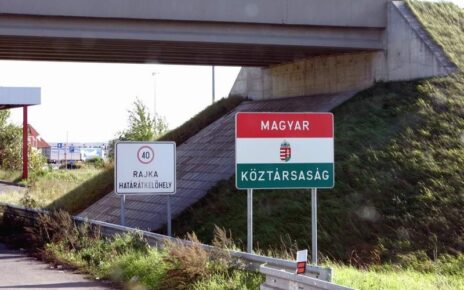 40
RAJKA
HATÁRÁTKELŐHELY
MAGYAR
KÖZTÁRSASÁG